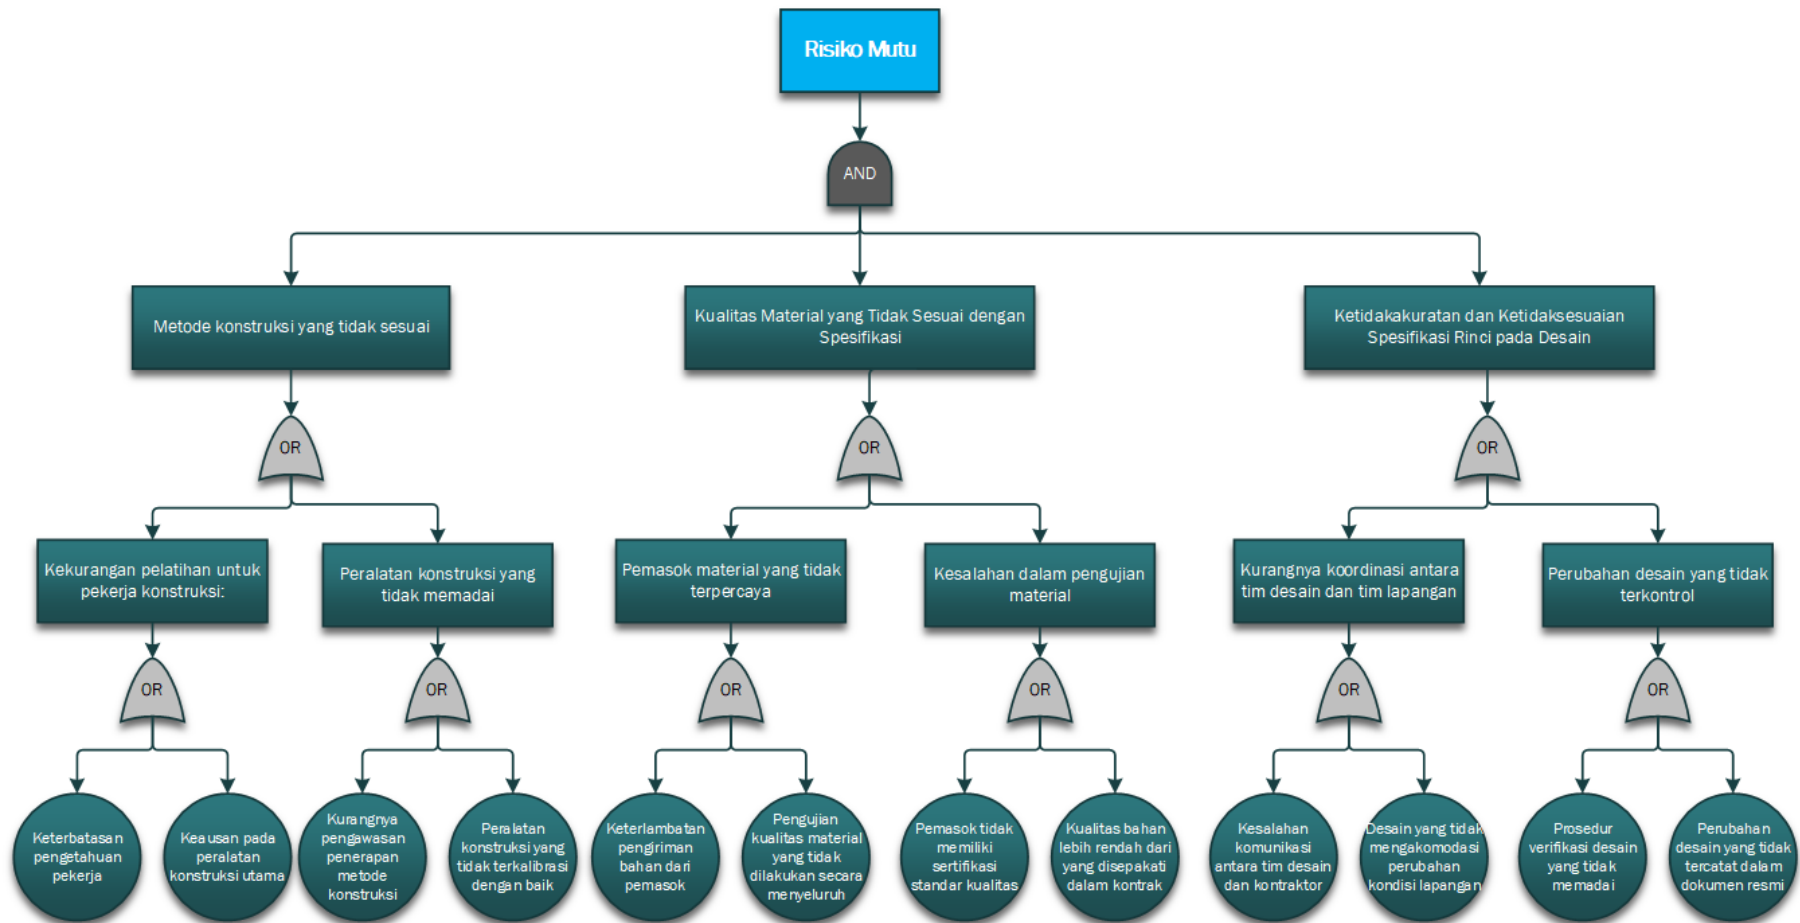 Risiko Mutu
AND
Metode konstruksi yang tidak sesuai
Kualitas Material yang Tidak Sesuai dengan
Spesifikasi
Ketidakakuratan dan Ketidaksesuaian
Spesifikasi Rinci pada Desain
OR
OR
OR
Kekurangan pelatihan untuk
pekerja konstruksi:
Peralatan konstruksi yang
tidak memadai
Pemasok material yang tidak
terpercaya
Kesalahan dalam pengujian
material
Kurangnya koordinasi antara
tim desain dan tim lapangan
Perubahan desain yang tidak
terkontrol
OR
OR
OR
OR
OR
OR
Keterbatasan
pengetahuan
pekerja
Keausan pada
peralatan
konstruksi utama
Kurangnya
pengawasan
penerapan
metode
konstruksi
Peralatan
konstruksi yang
tidak terkalibrasi
dengan baik
Keterlambatan
pengiriman
bahan dari
pemasok
Pengujian
kualitas material
yang tidak
dilakukan secara
menyeluruh
Pemasok tidak
memiliki
sertifikasi
standar kualitas
Kualitas bahan
lebih rendah dari
yang disepakati
dalam kontrak
Kesalahan
komunikasi
antara tim desain
dan kontraktor
Desain yang tidak
mengakomodasi
perubahan
kondisi lapangan
Prosedur
verifikasi desain
yang tidak
memadai
Perubahan
desain yang tidak
tercatat dalam
dokumen resmi